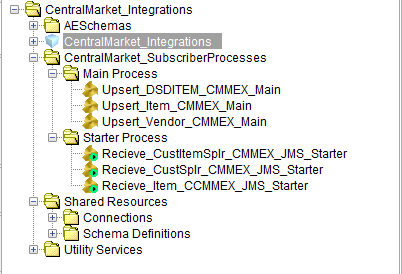 CentralMarket_Integrations
AESchemas
CentralMarket_Integrations
CentralMarket_SubscriberProcesses
Main Process
Upsert_DSDITEM_CMMEX_Main
Upsert_Item_CMMEX_Main
Upsert_Vendor_CMMEX_Main
Starter Process
Recieve_CustItemSplr_CMMEX_JMS_Starter
Recieve_CustSplr_CMMEX_JMS_Starter
Recieve_Item_CCMMEX_JMS_Starter
Shared Resources
Connections
Schema Definitions
Utility Services